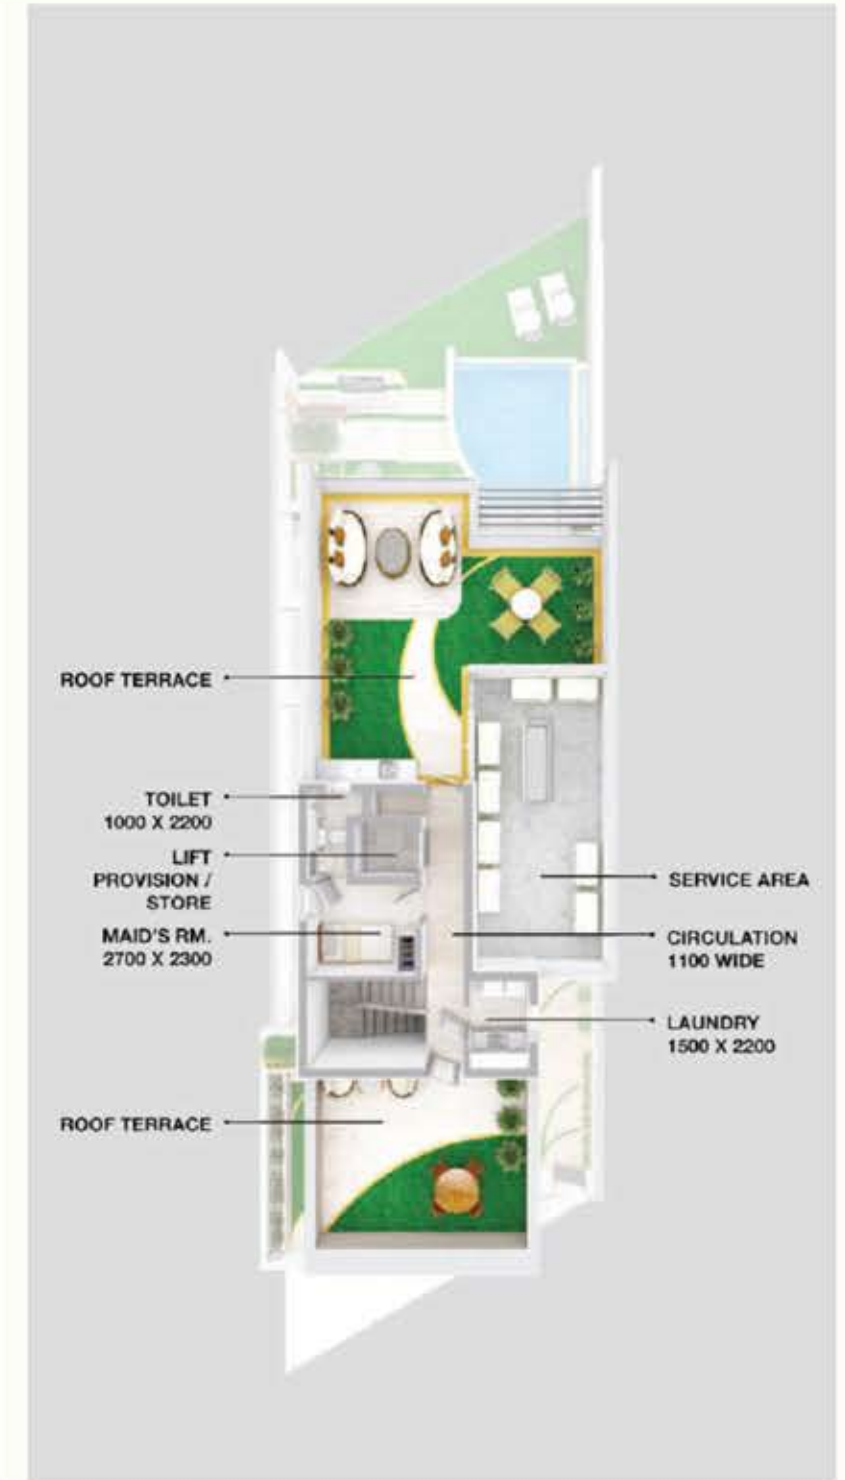 ROOF TERRACE
TOILET
1000 X 2200
LIFT
PROVISION /
STORE
MAID'S RM.
2700 X 2300
ROOF TERRACE
SERVICE AREA
CIRCULATION
1100 WIDE
LAUNDRY
1500 X 2200